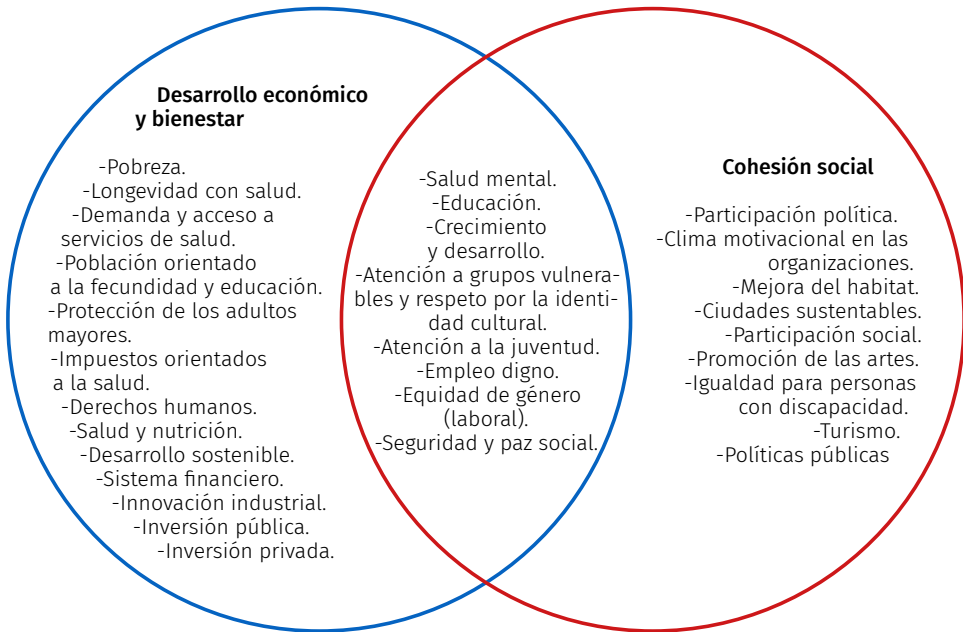 Desarrollo económico
y bienestar
-Pobreza.
-Longevidad con salud.
-Demanda y acceso a
servicios de salud.
-Población orientado
a la fecundidad y educación.
-Protección de los adultos
mayores.
-Impuestos orientados
a la salud.
-Derechos humanos.
-Salud y nutrición.
-Desarrollo sostenible.
-Sistema financiero.
-Innovación industrial.
-Inversión pública.
-Inversión privada.
-Salud mental.
-Educación.
-Crecimiento
y desarrollo.
-Atención a grupos vulnera-
bles y respeto por la identi-
dad cultural.
-Atención a la juventud.
-Empleo digno.
-Equidad de género
(laboral).
-Seguridad y paz social.
Cohesión social
-Participación política.
-Clima motivacional en las
organizaciones.
-Mejora del habitat.
-Ciudades sustentables.
-Participación social.
-Promoción de las artes.
-Igualdad para personas
con discapacidad.
-Turismo.
-Políticas públicas